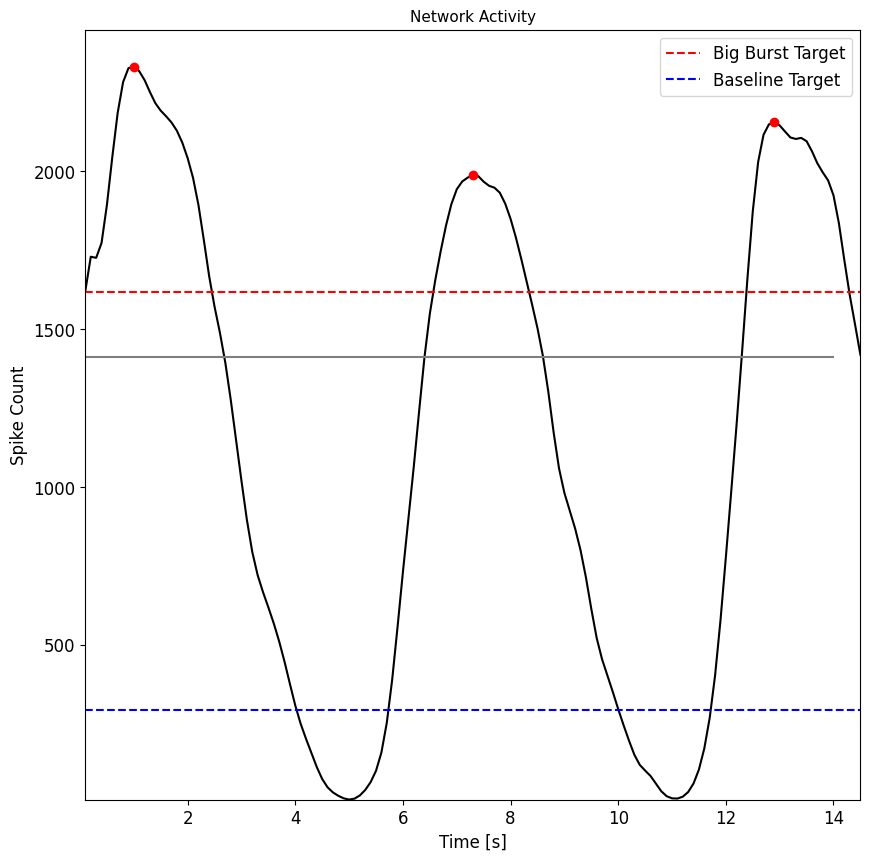 Network Activity
Big Burst Target
Baseline Target
2000
1500
1000
500
Spike Count
2 4 6 8 10 12 14
Time [s]